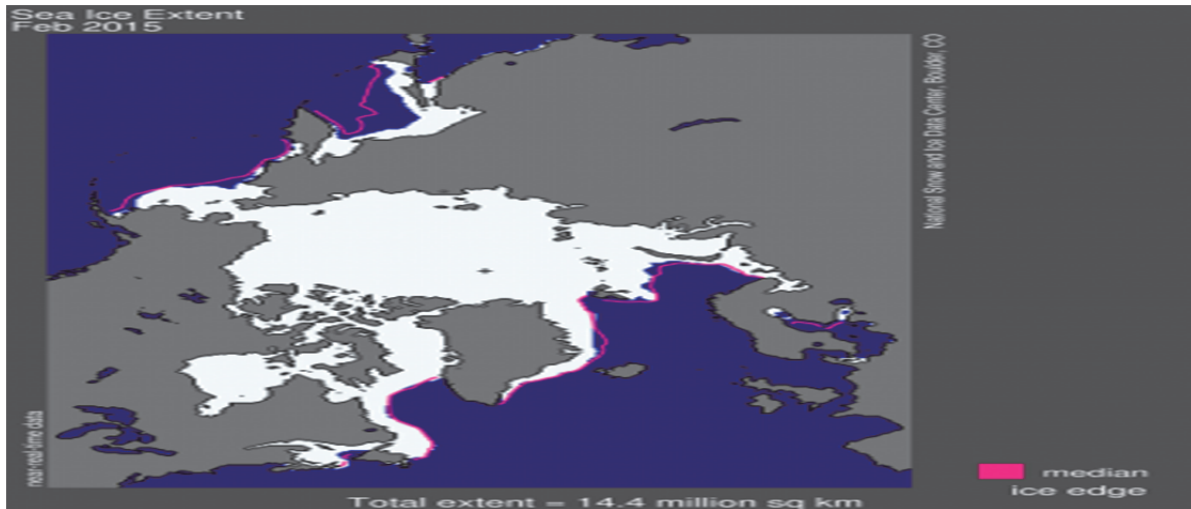 Sea Ice Extent
Feb 2015
National Snow and Ice Data Center, Boulder, CO
near-real-time data
median
ice edge
Total extent = 14.4 million sq km